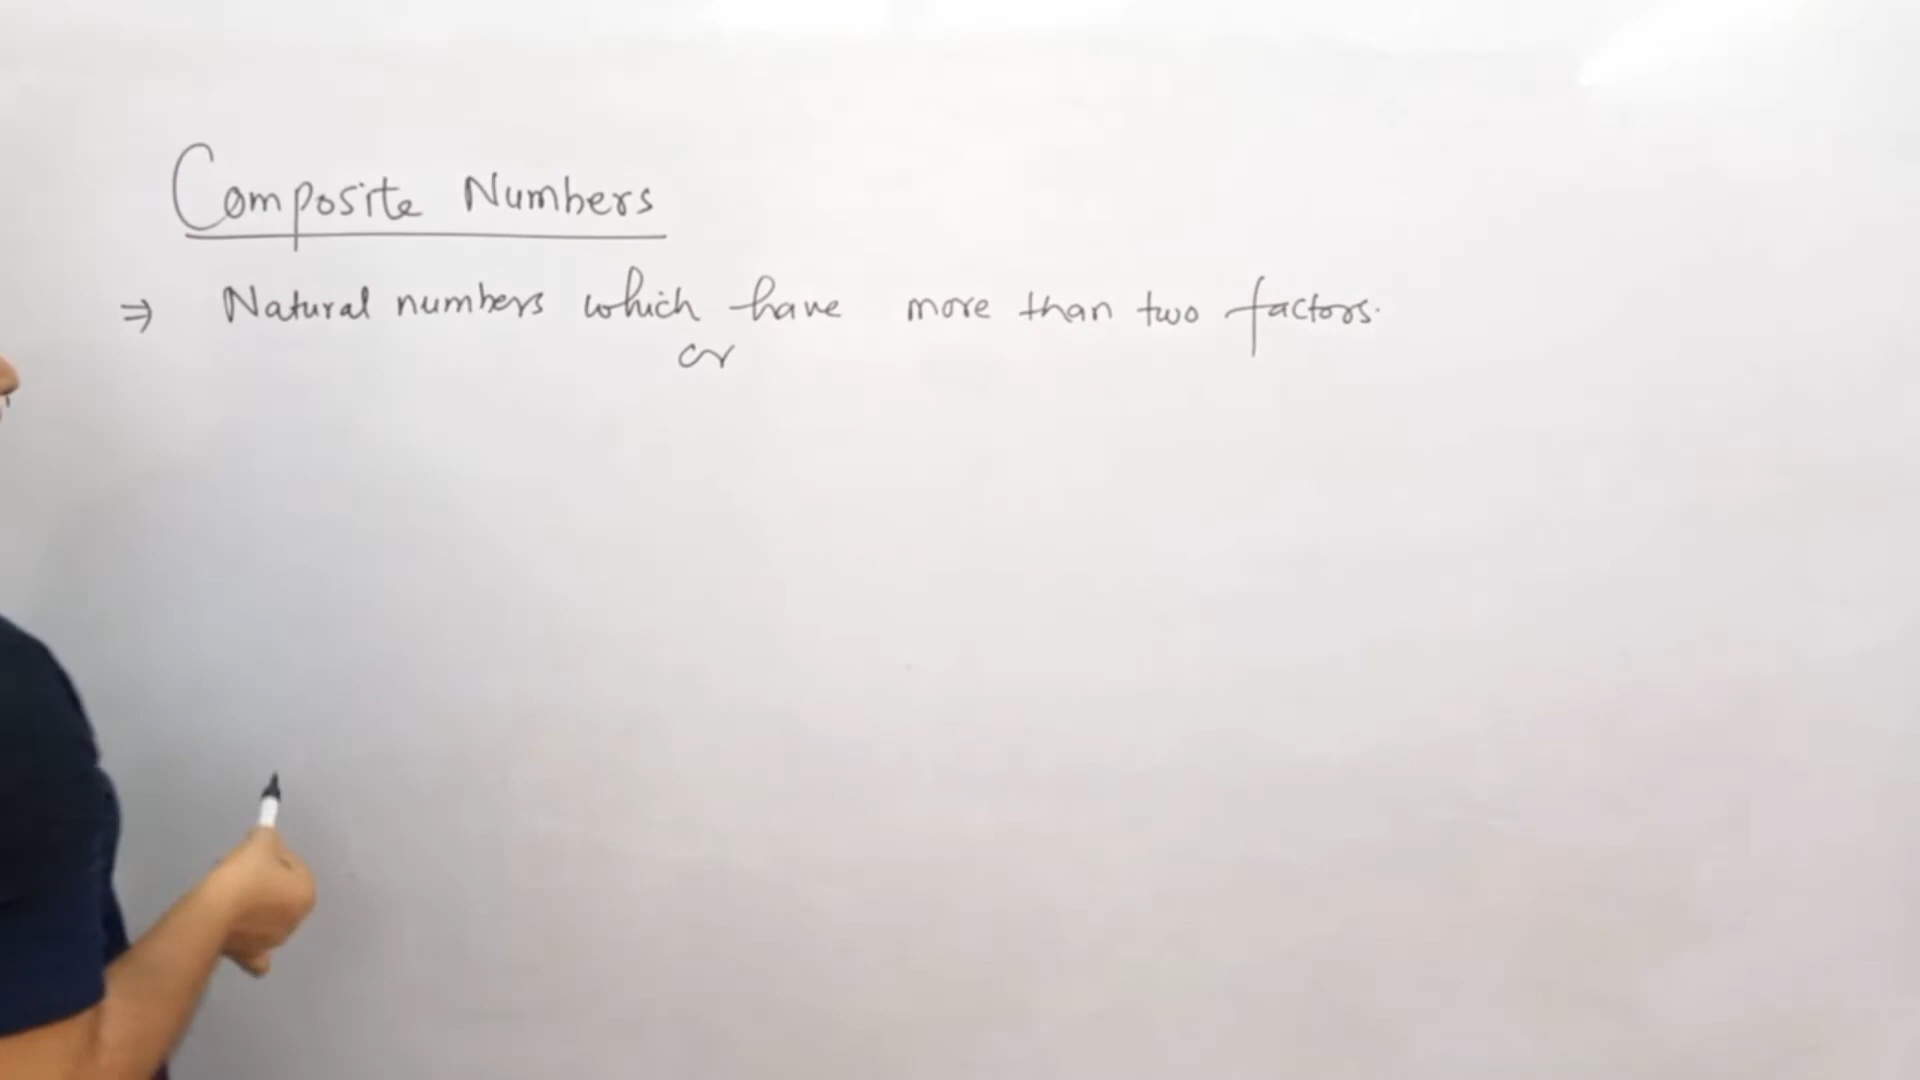 Composite Numbers
⇒ Natural numbers which have more than two factors.
or